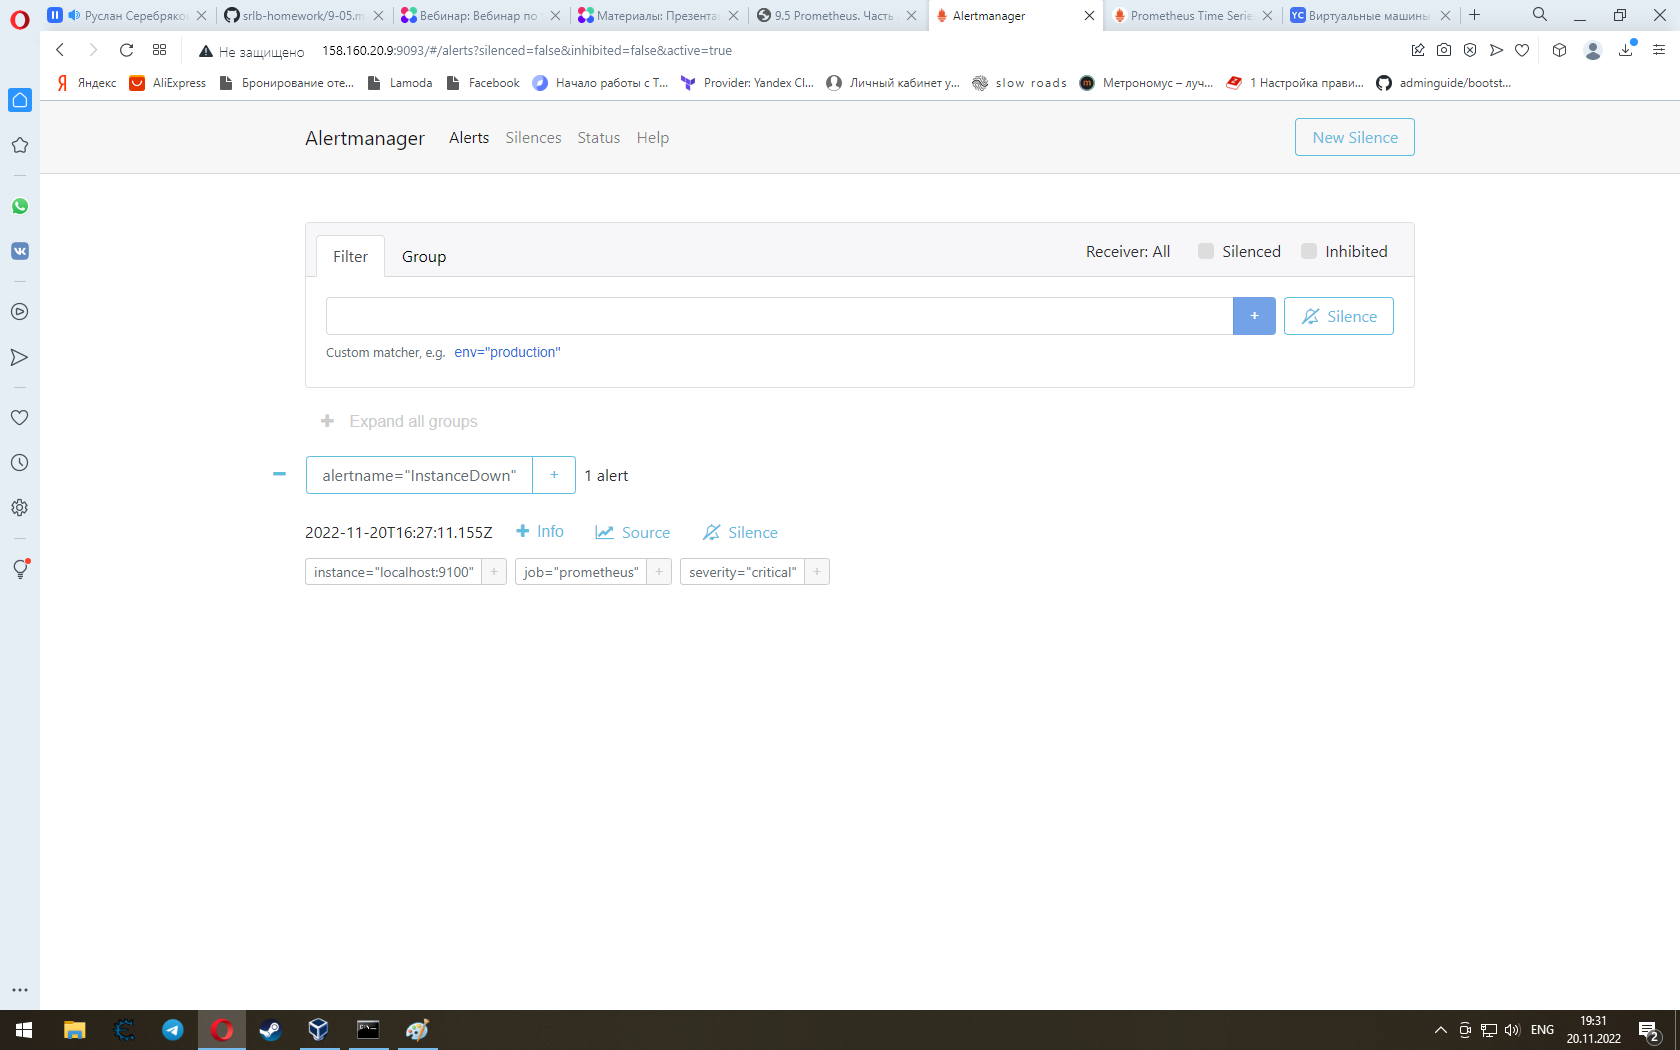 Руслан Серебряков
srlb-homework/9-05.m
Вебинар: Вебинар по
Материалы: Презента
9.5 Prometheus. Часть
Alertmanager
Prometheus Time Serie
YC Виртуальные машины
Не защищено
158.160.20.9:9093/#/alerts?silenced=false&inhibited=false&active=true
Яндекс
AliExpress
Бронирование оте...
Lamoda
Facebook
Начало работы с T...
Provider: Yandex Cl...
Личный кабинет у...
slow roads
Метрономус – луч...
1 Настройка прави...
adminguide/bootst...
Alertmanager
Alerts
Silences
Status
Help
New Silence
Filter
Group
Receiver: All
Silenced
Inhibited
+
Silence
Custom matcher, e.g. env="production"
+ Expand all groups
alertname="InstanceDown" + 1 alert
2022-11-20T16:27:11.155Z + Info Source Silence
instance="localhost:9100" + job="prometheus" + severity="critical" +
ENG
19:31
20.11.2022
2